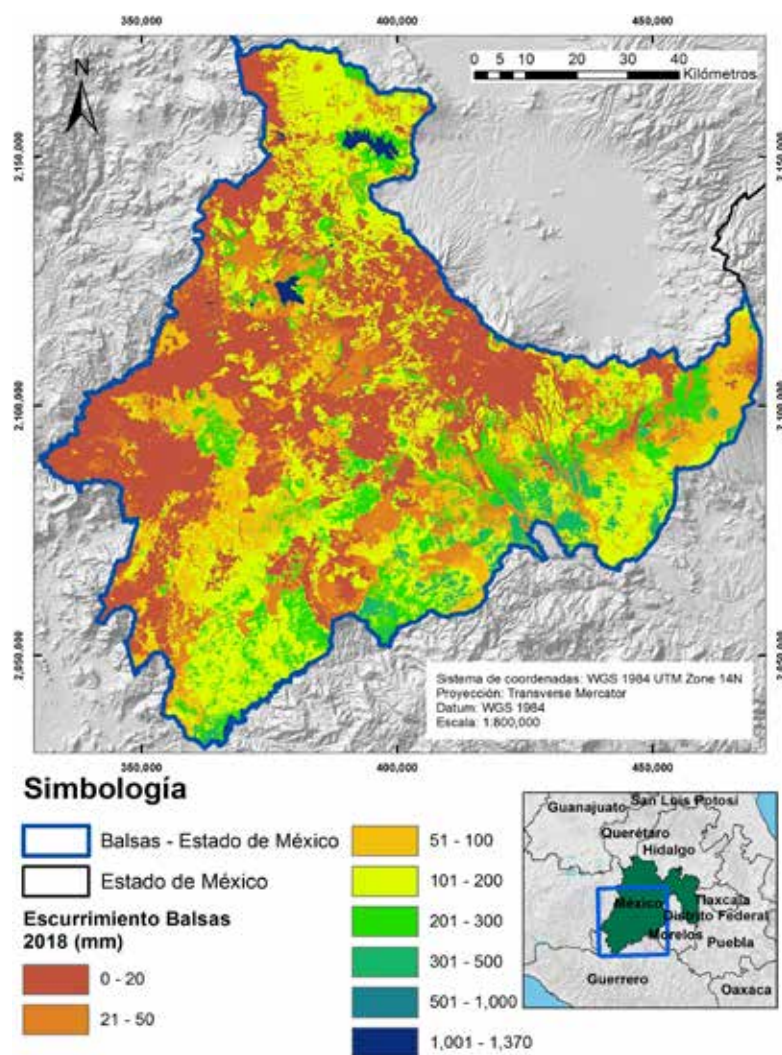 350,000 400,000 450,000
N
0 5 10 20 30 40
Kilómetros
2,150,000 2,150,000
2,100,000 2,100,000
2,050,000 2,050,000
Sistema de coordenadas: WGS 1984 UTM Zone 14N
Proyección: Transverse Mercator
Datum: WGS 1984
Escala: 1:800,000
350,000 400,000 450,000
Simbología
Balsas - Estado de México
Estado de México
Escurrimiento Balsas
2018 (mm)
0 - 20
21 - 50
51 - 100
101 - 200
201 - 300
301 - 500
501 - 1,000
1,001 - 1,370
Guanajuato
San Luis Potosí
Querétaro
Hidalgo
México
Tlaxcala
Distrito Federal
Morelos
Puebla
Guerrero
Oaxaca